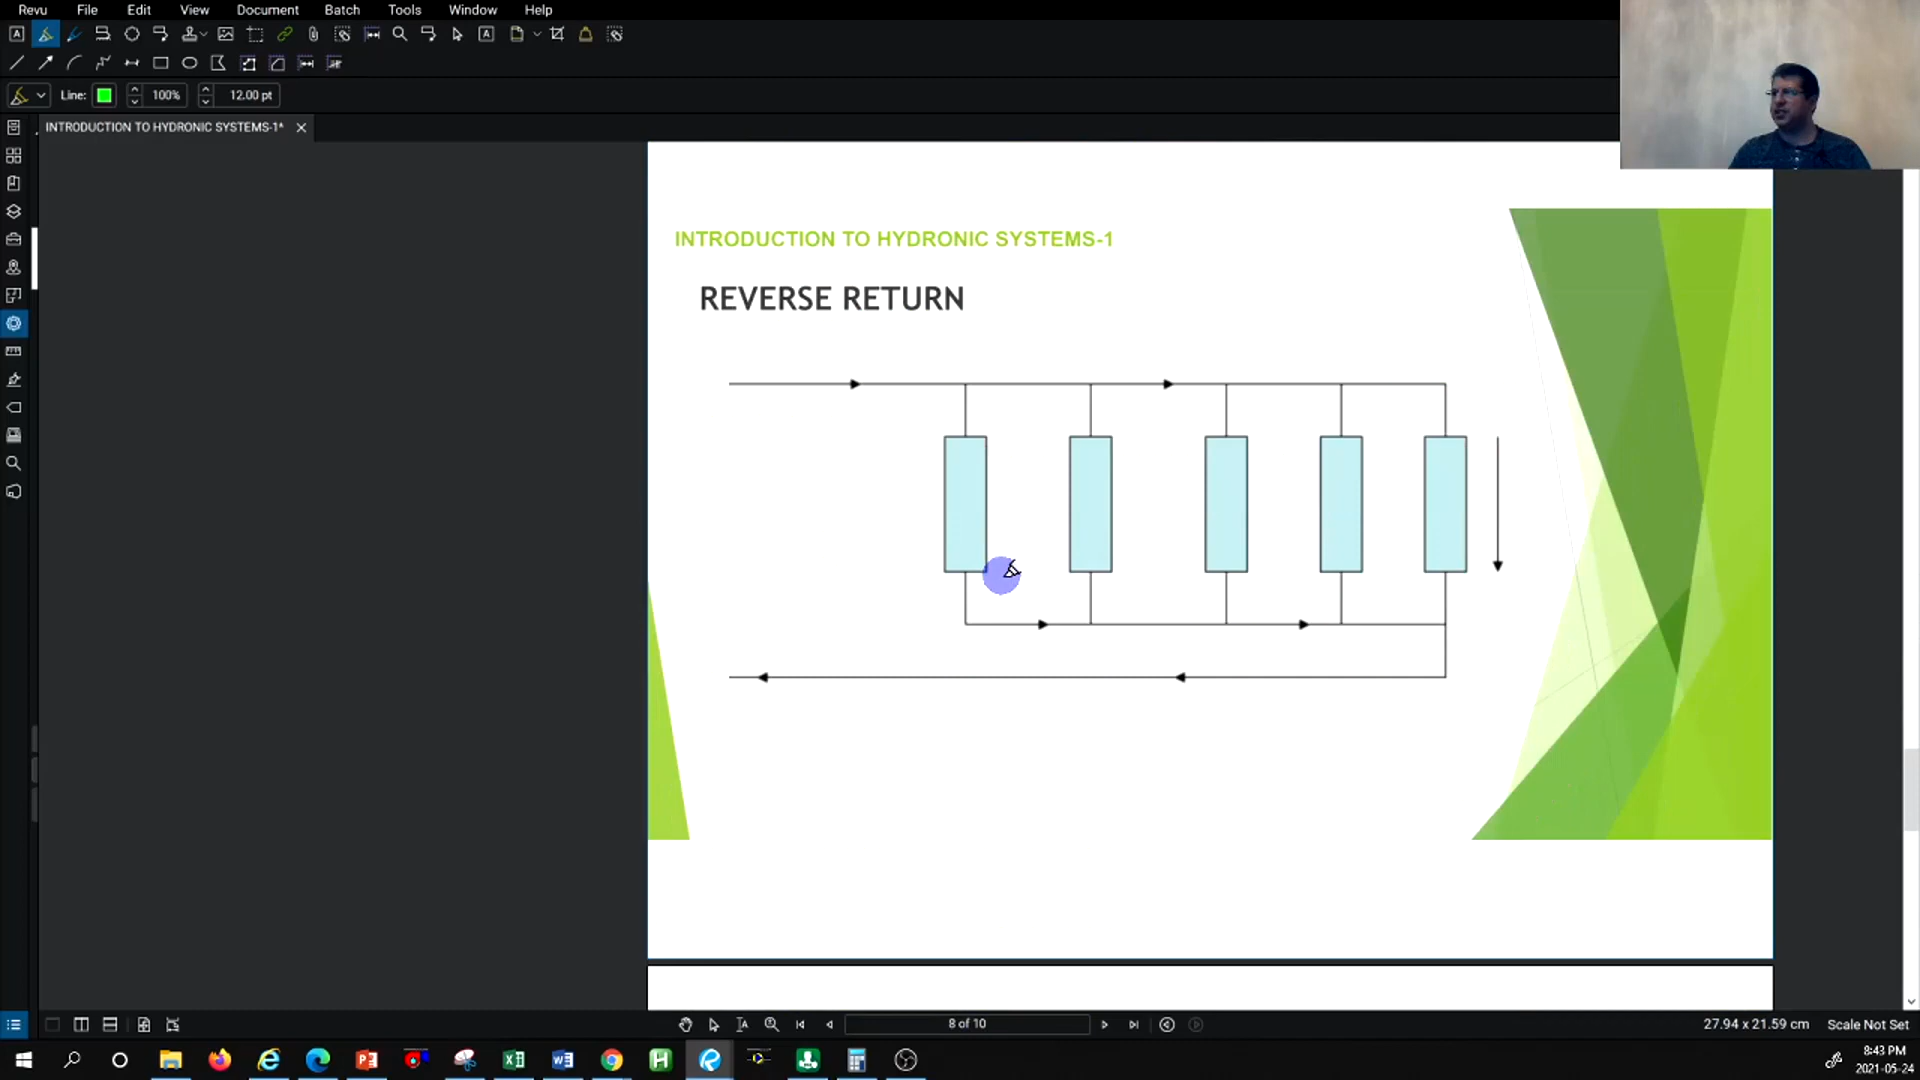 Revu File Edit View Document Batch Tools Window Help
Line: 100% 12.00 pt
INTRODUCTION TO HYDRONIC SYSTEMS-1*
INTRODUCTION TO HYDRONIC SYSTEMS-1
REVERSE RETURN
8 of 10
27.94 x 21.59 cm Scale Not Set
8:43 PM
2021-05-24